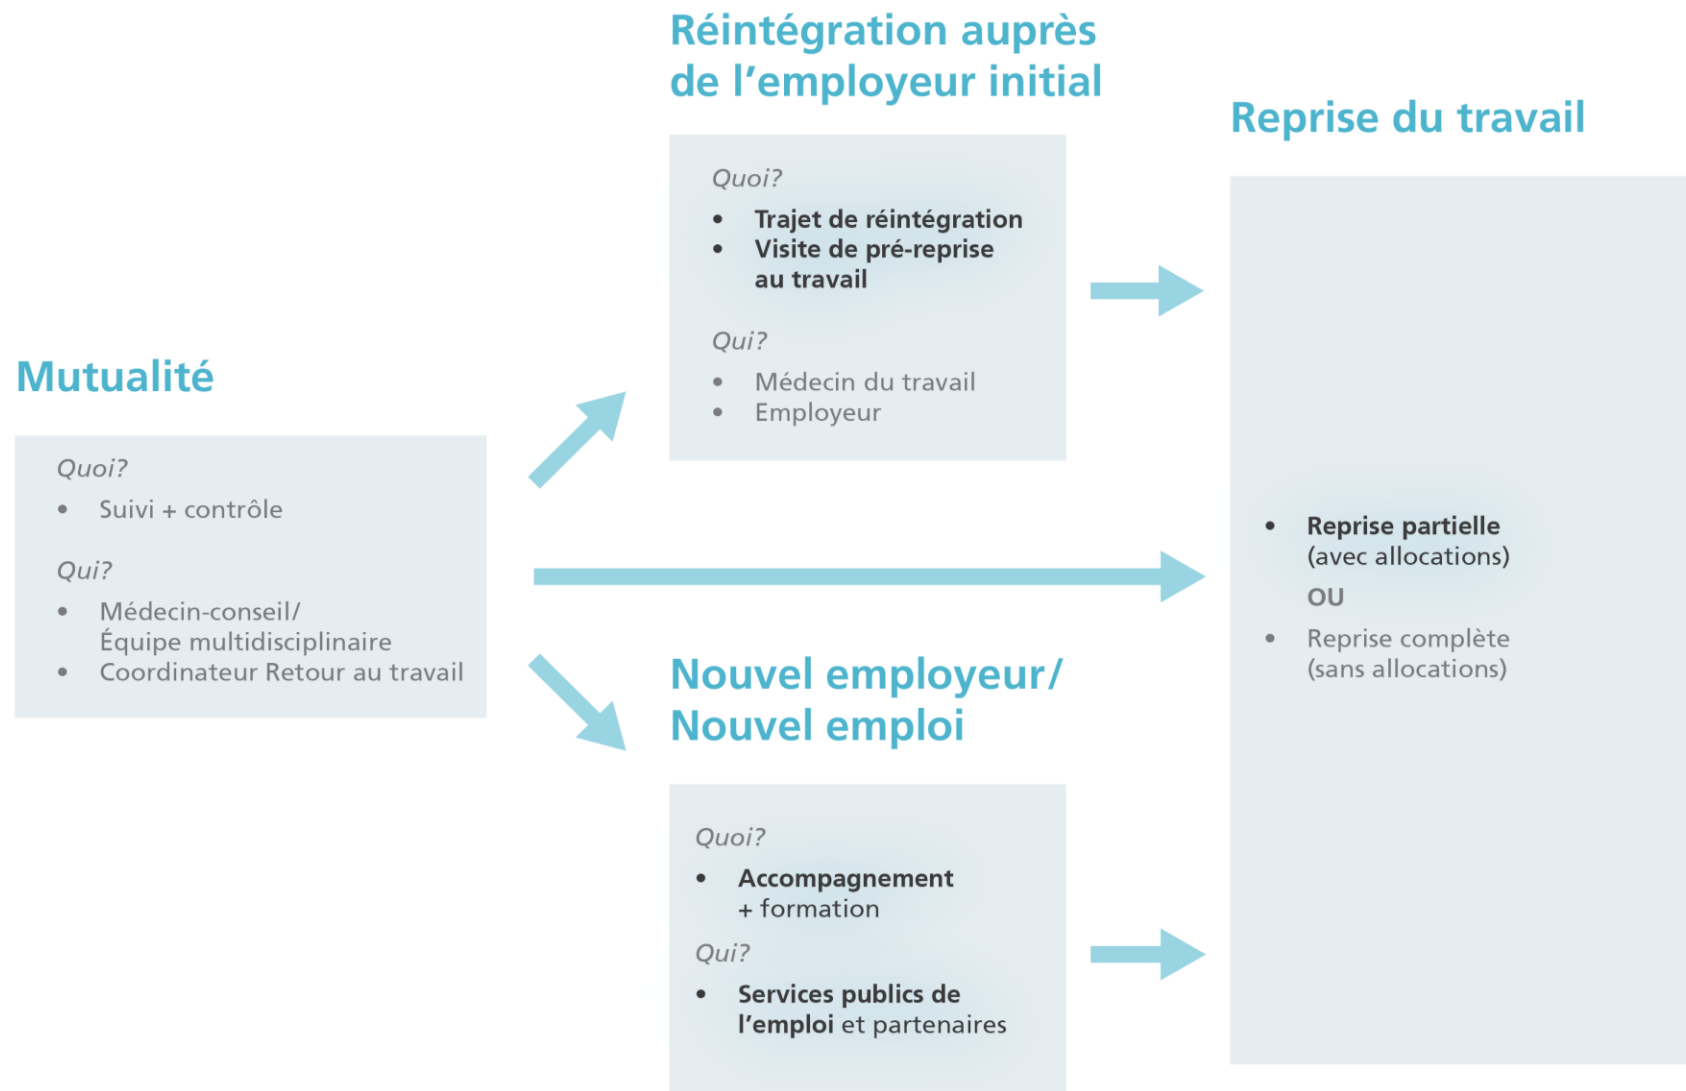 Mutualité
Quoi?
• Suivi + contrôle
Qui?
• Médecin-conseil/
Équipe multidisciplinaire
• Coordinateur Retour au travail
Réintégration auprès
de l’employeur initial
Quoi?
• Trajet de réintégration
• Visite de pré-reprise
au travail
Qui?
• Médecin du travail
• Employeur
Nouvel employeur/
Nouvel emploi
Quoi?
• Accompagnement
+ formation
Qui?
• Services publics de
l’emploi et partenaires
Reprise du travail
• Reprise partielle
(avec allocations)
OU
• Reprise complète
(sans allocations)